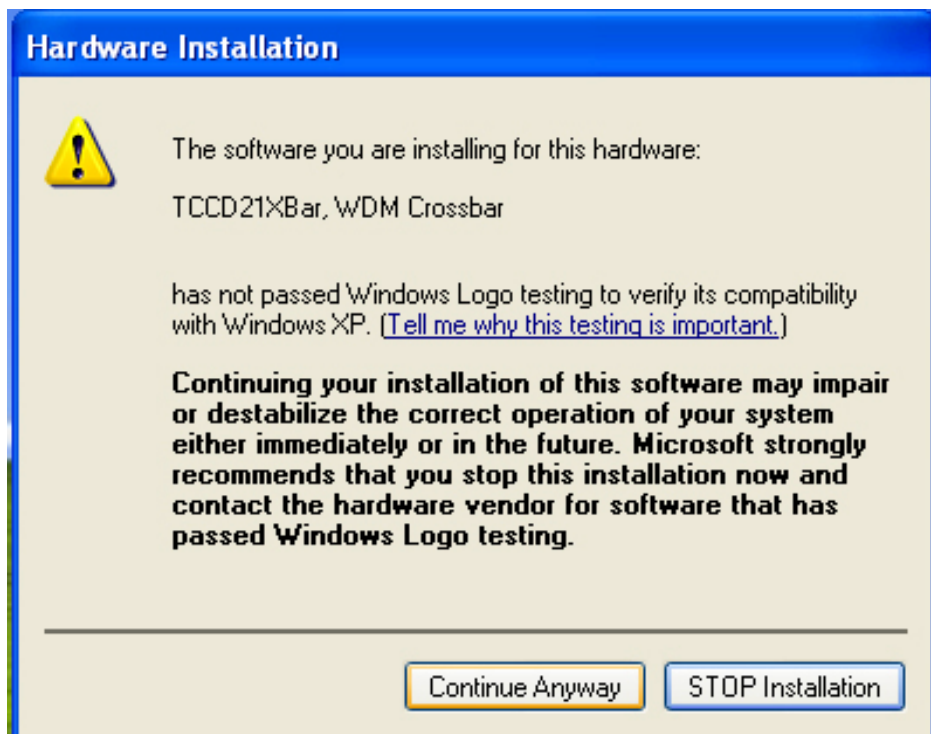 Hardware Installation
The software you are installing for this hardware:
TCCD21XBar, WDM Crossbar
has not passed Windows Logo testing to verify its compatibility
with Windows XP. (Tell me why this testing is important.)
Continuing your installation of this software may impair
or destabilize the correct operation of your system
either immediately or in the future. Microsoft strongly
recommends that you stop this installation now and
contact the hardware vendor for software that has
passed Windows Logo testing.
Continue Anyway
STOP Installation